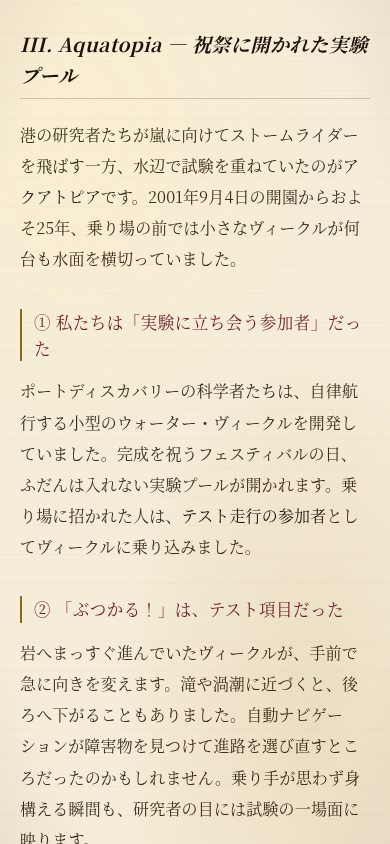 III. Aquatopia — 祝祭に開かれた実験
プール
港の研究者たちが嵐に向けてストームライダー
を飛ばす一方、水辺で試験を重ねていたのがア
クアトピアです。2001年9月4日の開園からおよ
そ25年、乗り場の前では小さなヴィークルが何
台も水面を横切っていました。
① 私たちは「実験に立ち会う参加者」だっ
た
ポートディスカバリーの科学者たちは、自律航
行する小型のウォーター・ヴィークルを開発し
ていました。完成を祝うフェスティバルの日、
ふだんは入れない実験プールが開かれます。乗
り場に招かれた人は、テスト走行の参加者とし
てヴィークルに乗り込みました。
② 「ぶつかる！」は、テスト項目だった
岩へまっすぐ進んでいたヴィークルが、手前で
急に向きを変えます。滝や渦潮に近づくと、後
ろへ下がることもありました。自動ナビゲー
ションが障害物を見つけて進路を選び直すとこ
ろだったのかもしれません。乗り手が思わず身
構える瞬間も、研究者の目には試験の一場面に
映ります。